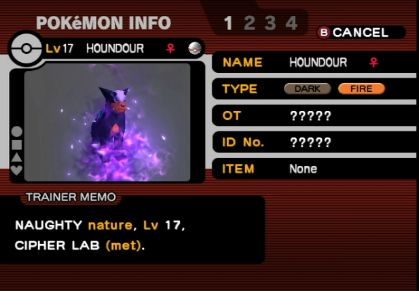 POKéMON INFO
1 2 3 4
B CANCEL
Lv17 HOUNDOUR ♀
NAME HOUNDOUR ♀
TYPE DARK FIRE
OT ?????
ID No. ?????
ITEM None
TRAINER MEMO
NAUGHTY nature, Lv 17,
CIPHER LAB (met).